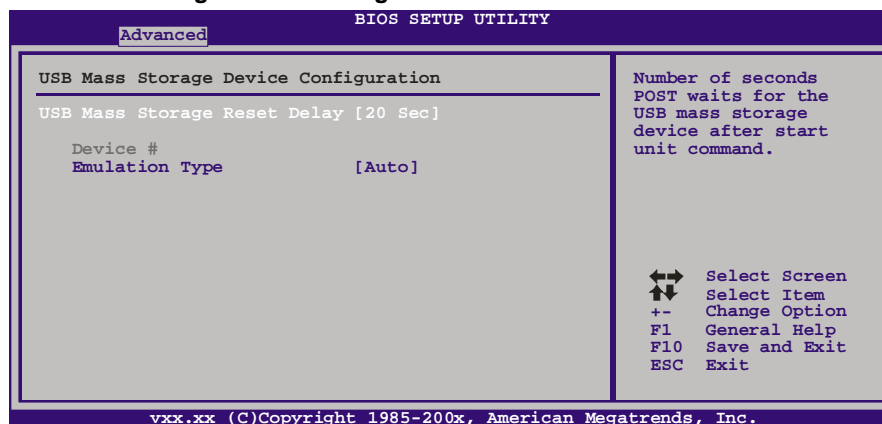 BIOS SETUP UTILITY
Advanced
USB Mass Storage Device Configuration
USB Mass Storage Reset Delay [20 Sec]
Device #
Emulation Type [Auto]
Number of seconds
POST waits for the
USB mass storage
device after start
unit command.
Select Screen
Select Item
+- Change Option
F1 General Help
F10 Save and Exit
ESC Exit
vxx.xx (C)Copyright 1985-200x, American Megatrends, Inc.